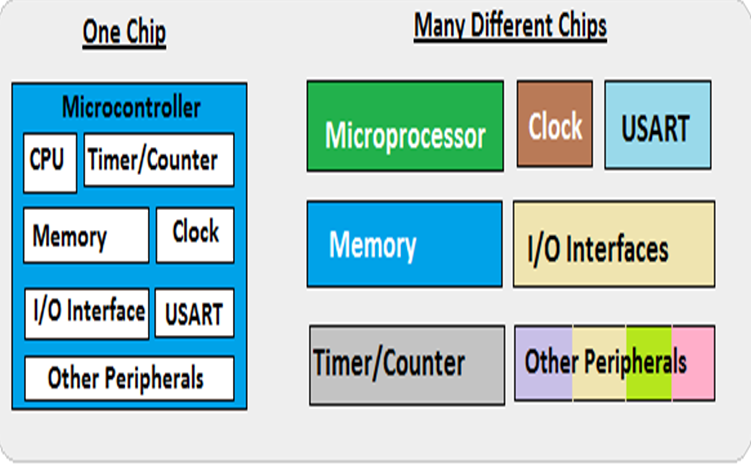 One Chip
Microcontroller
CPU
Timer/Counter
Memory
Clock
I/O Interface
USART
Other Peripherals
Many Different Chips
Microprocessor
Clock
USART
Memory
I/O Interfaces
Timer/Counter
Other Peripherals